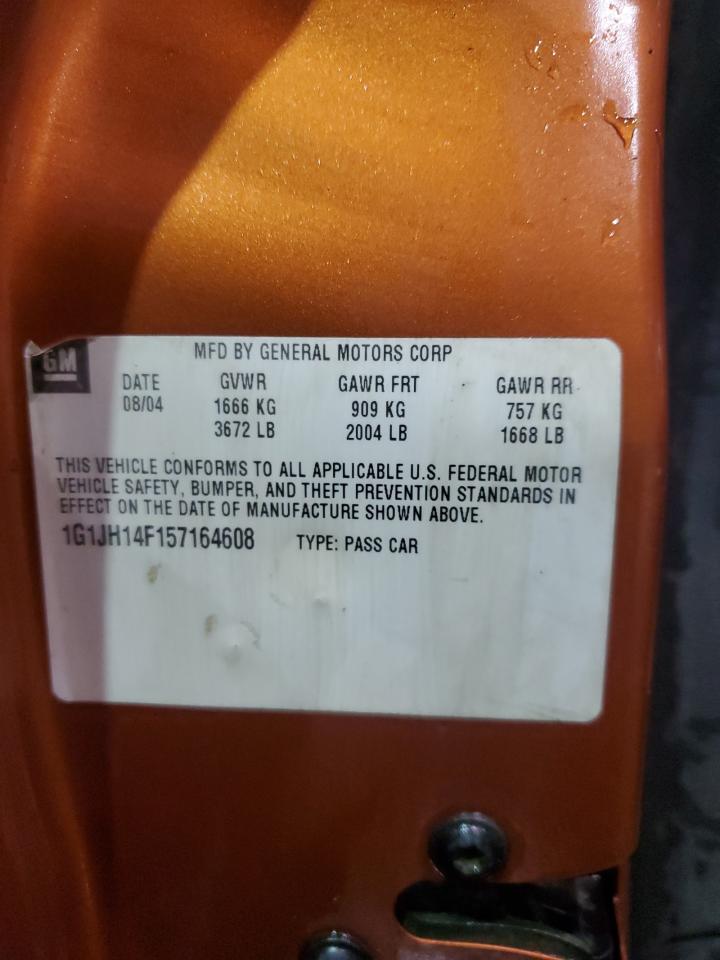 GM
MFD BY GENERAL MOTORS CORP
DATE GVWR GAWR FRT GAWR RR
08/04 1666 KG 909 KG 757 KG
3672 LB 2004 LB 1668 LB
THIS VEHICLE CONFORMS TO ALL APPLICABLE U.S. FEDERAL MOTOR
VEHICLE SAFETY, BUMPER, AND THEFT PREVENTION STANDARDS IN
EFFECT ON THE DATE OF MANUFACTURE SHOWN ABOVE.
1G1JH14F157164608 TYPE: PASS CAR